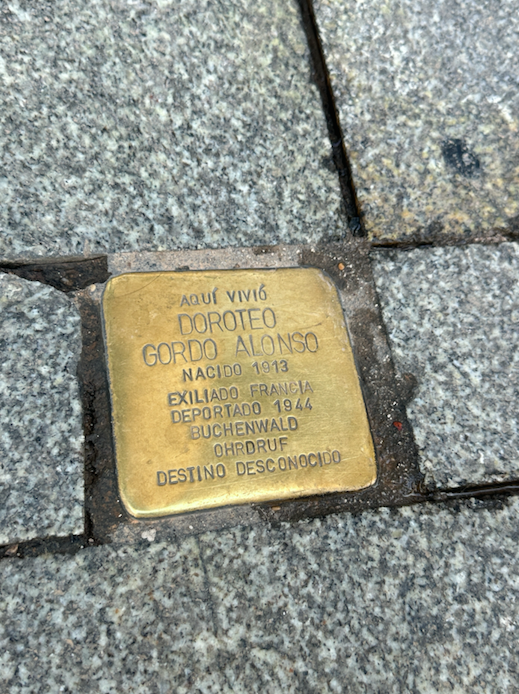 AQUÍ VIVIÓ
DOROTEO
GORDO ALONSO
NACIDO 1913
EXILIADO FRANCIA
DEPORTADO 1944
BUCHENWALD
OHRDRUF
DESTINO DESCONOCIDO